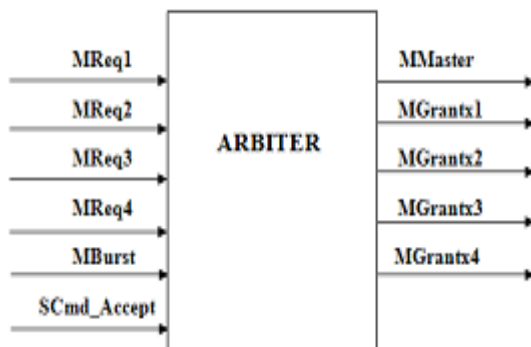 MReq1
MReq2
MReq3
MReq4
MBurst
SCmd_Accept
ARBITER
MMaster
MGrantx1
MGrantx2
MGrantx3
MGrantx4